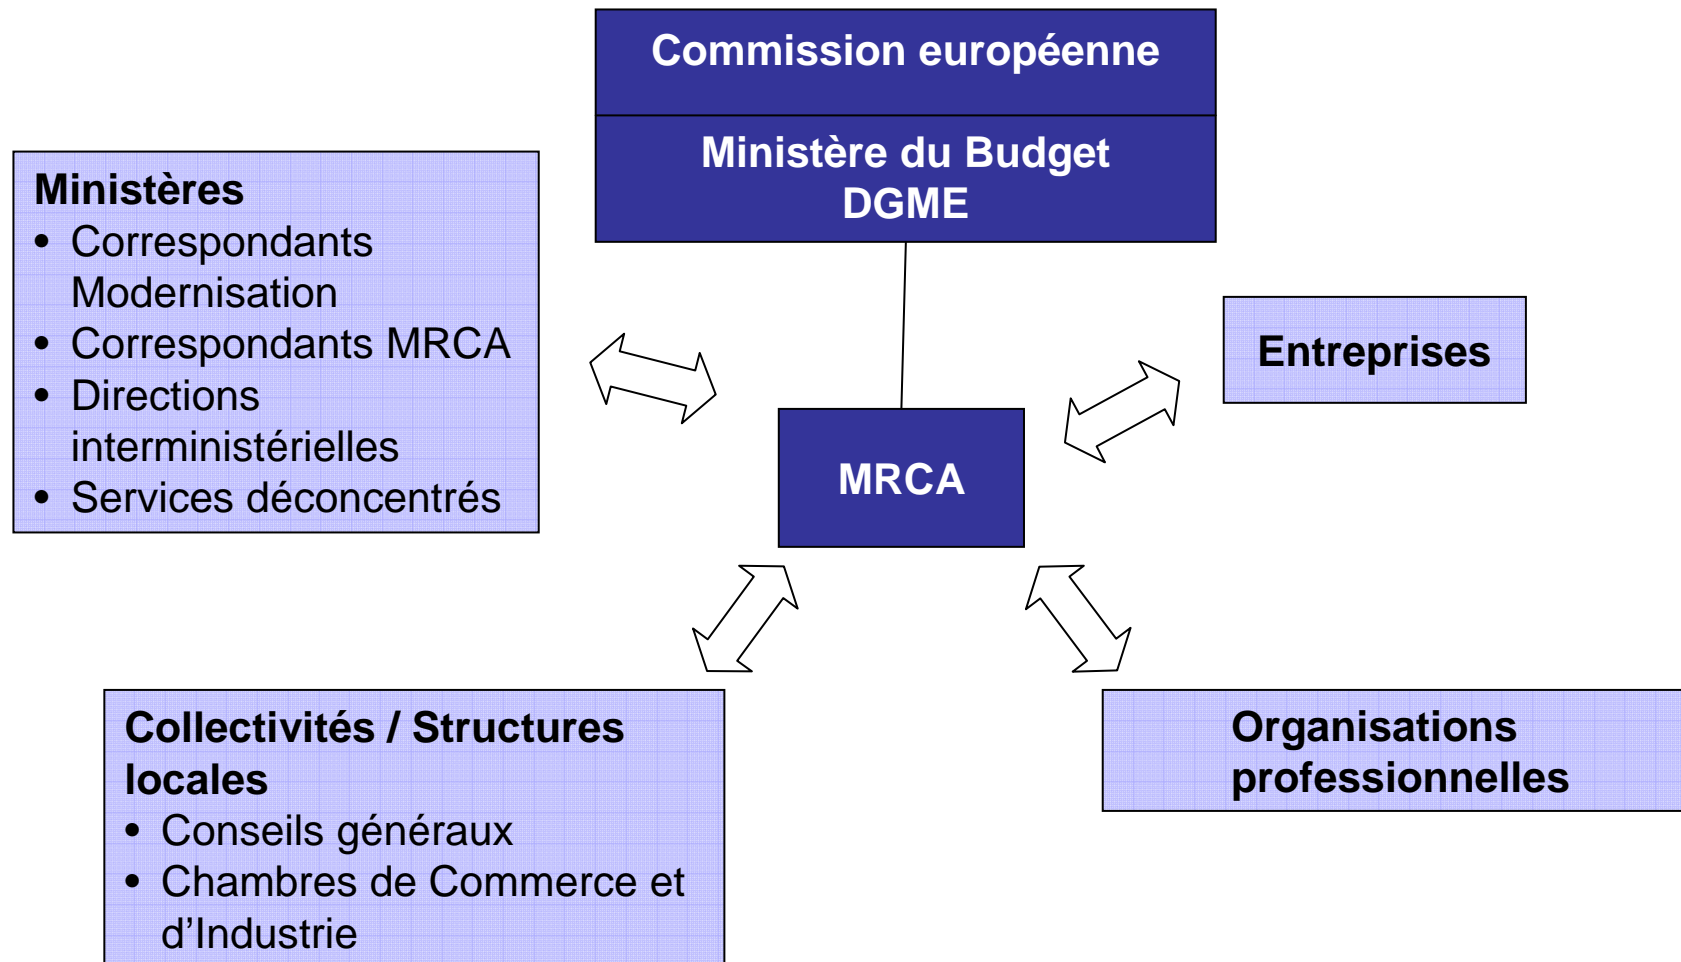 Commission européenne
Ministère du Budget
DGME
Ministères
• Correspondants
Modernisation
• Correspondants MRCA
• Directions
interministérielles
• Services déconcentrés
Entreprises
MRCA
Collectivités / Structures
locales
• Conseils généraux
• Chambres de Commerce et
d’Industrie
Organisations
professionnelles